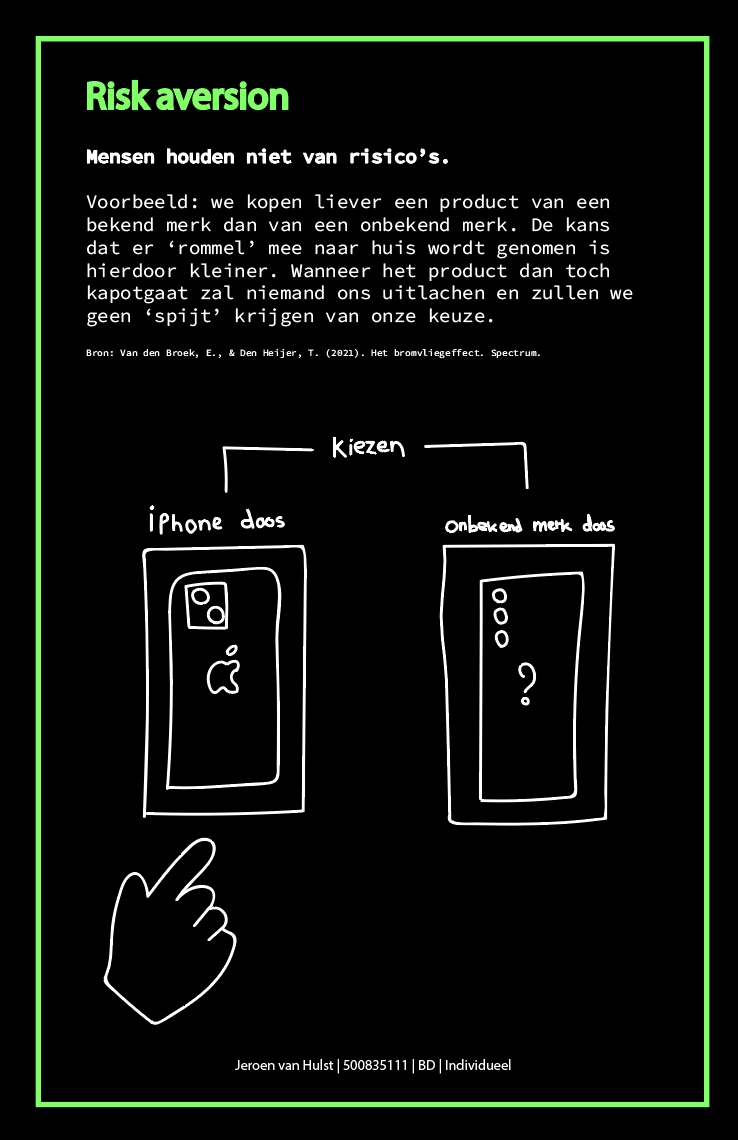 Risk aversion
Mensen houden niet van risico’s.
Voorbeeld: we kopen liever een product van een
bekend merk dan van een onbekend merk. De kans
dat er ‘rommel’ mee naar huis wordt genomen is
hierdoor kleiner. Wanneer het product dan toch
kapotgaat zal niemand ons uitlachen en zullen we
geen ‘spijt’ krijgen van onze keuze.
Bron: Van den Broek, E., & Den Heijer, T. (2021). Het bromvliegeffect. Spectrum.
Kiezen
iPhone doos
Onbekend merk doos
?
Jeroen van Hulst | 500835111 | BD | Individueel